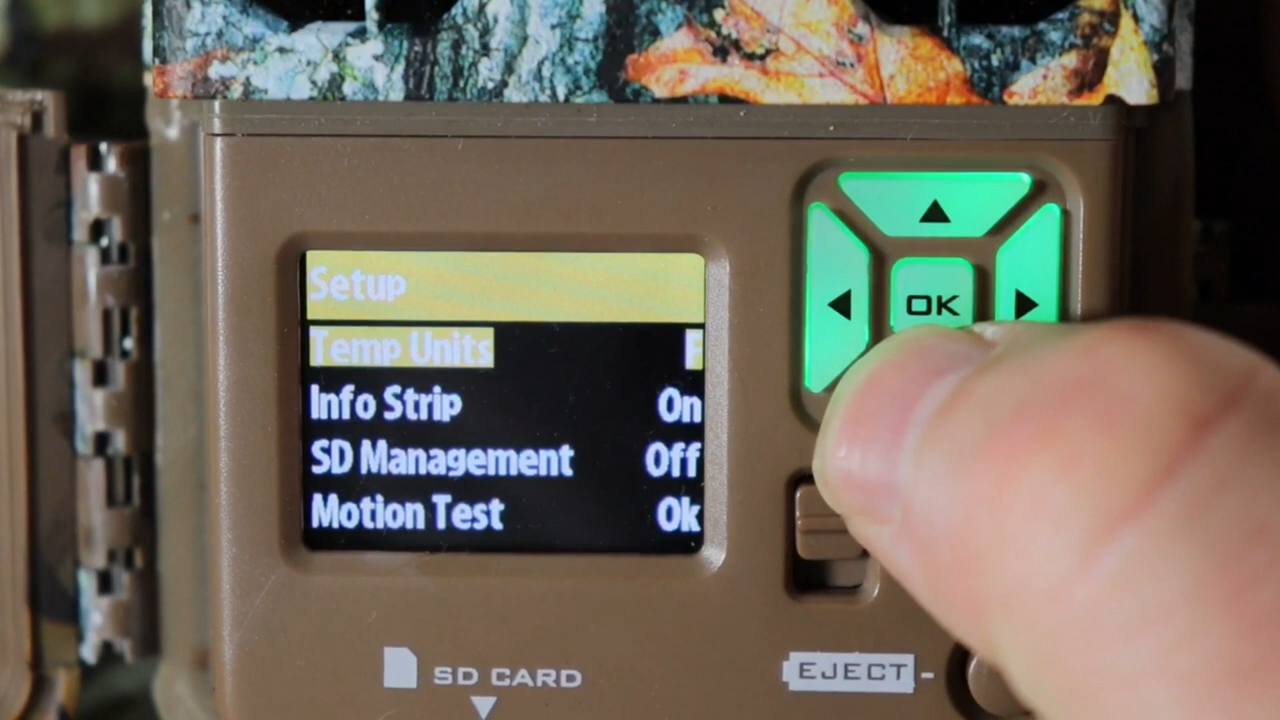 Setup
Temp Units F
Info Strip On
SD Management Off
Motion Test Ok
OK
SD CARD
EJECT